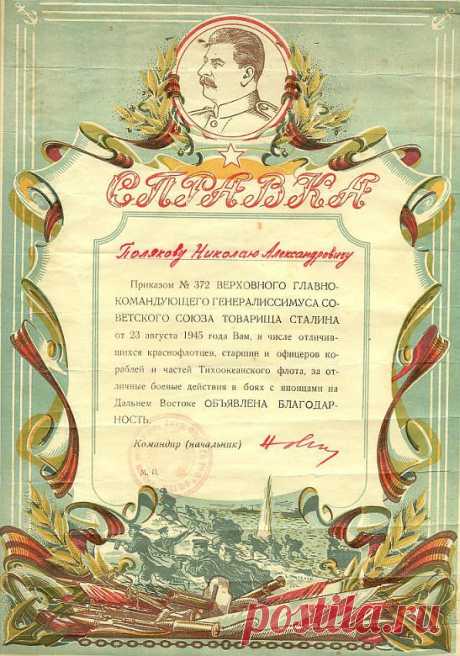 СПРАВКА
Полякову Николаю Александровичу
Приказом № 372 ВЕРХОВНОГО ГЛАВНО-
КОМАНДУЮЩЕГО ГЕНЕРАЛИССИМУСА СО-
ВЕТСКОГО СОЮЗА ТОВАРИЩА СТАЛИНА
от 23 августа 1945 года Вам, в числе отличив-
шихся краснофлотцев, старшин и офицеров ко-
раблей и частей Тихоокеанского флота, за от-
личные боевые действия в боях с японцами на
Дальнем Востоке ОБЪЯВЛЕНА БЛАГОДАР-
НОСТЬ.
Командир (начальник)
М. П.
postila.ru